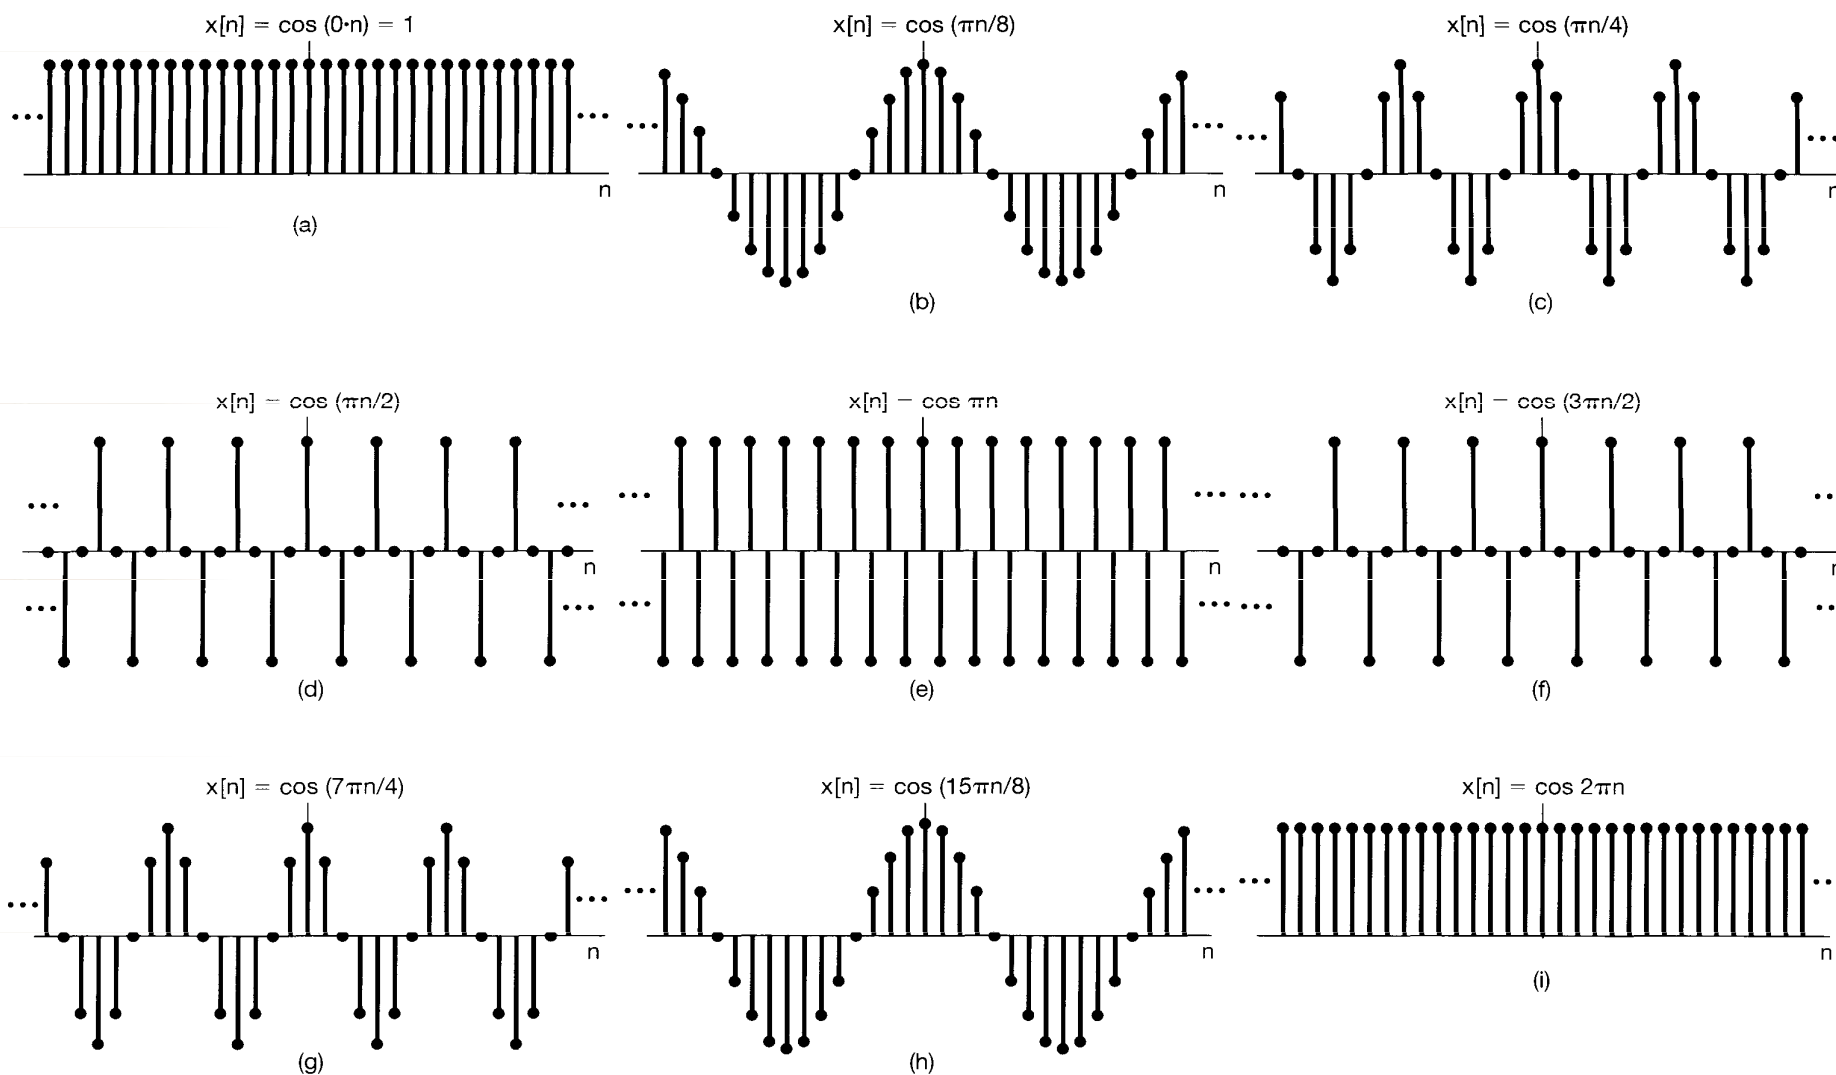 x[n] = cos (0·n) = 1
x[n] = cos (πn/8)
x[n] = cos (πn/4)
n
n
n
(a)
(b)
(c)
x[n] − cos (πn/2)
x[n] − cos πn
x[n] − cos (3πn/2)
n
n
n
(d)
(e)
(f)
x[n] = cos (7πn/4)
x[n] = cos (15πn/8)
x[n] = cos 2πn
n
n
n
(g)
(h)
(i)